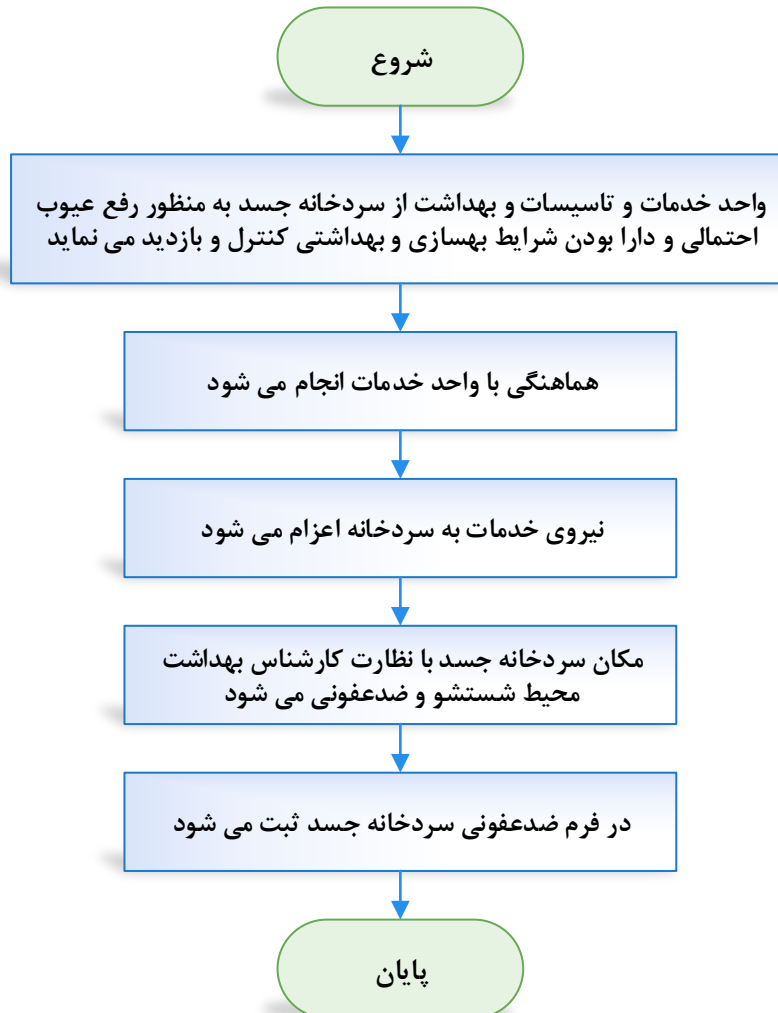 شروع
واحد خدمات و تاسیسات و بهداشت از سردخانه جسد به منظور رفع عیوب
احتمالی و دارا بودن شرایط بهسازی و بهداشتی کنترل و بازدید می نماید
هماهنگی با واحد خدمات انجام می شود
نیروی خدمات به سردخانه اعزام می شود
مکان سردخانه جسد با نظارت کارشناس بهداشت
محیط شستشو و ضدعفونی می شود
در فرم ضدعفونی سردخانه جسد ثبت می شود
پایان